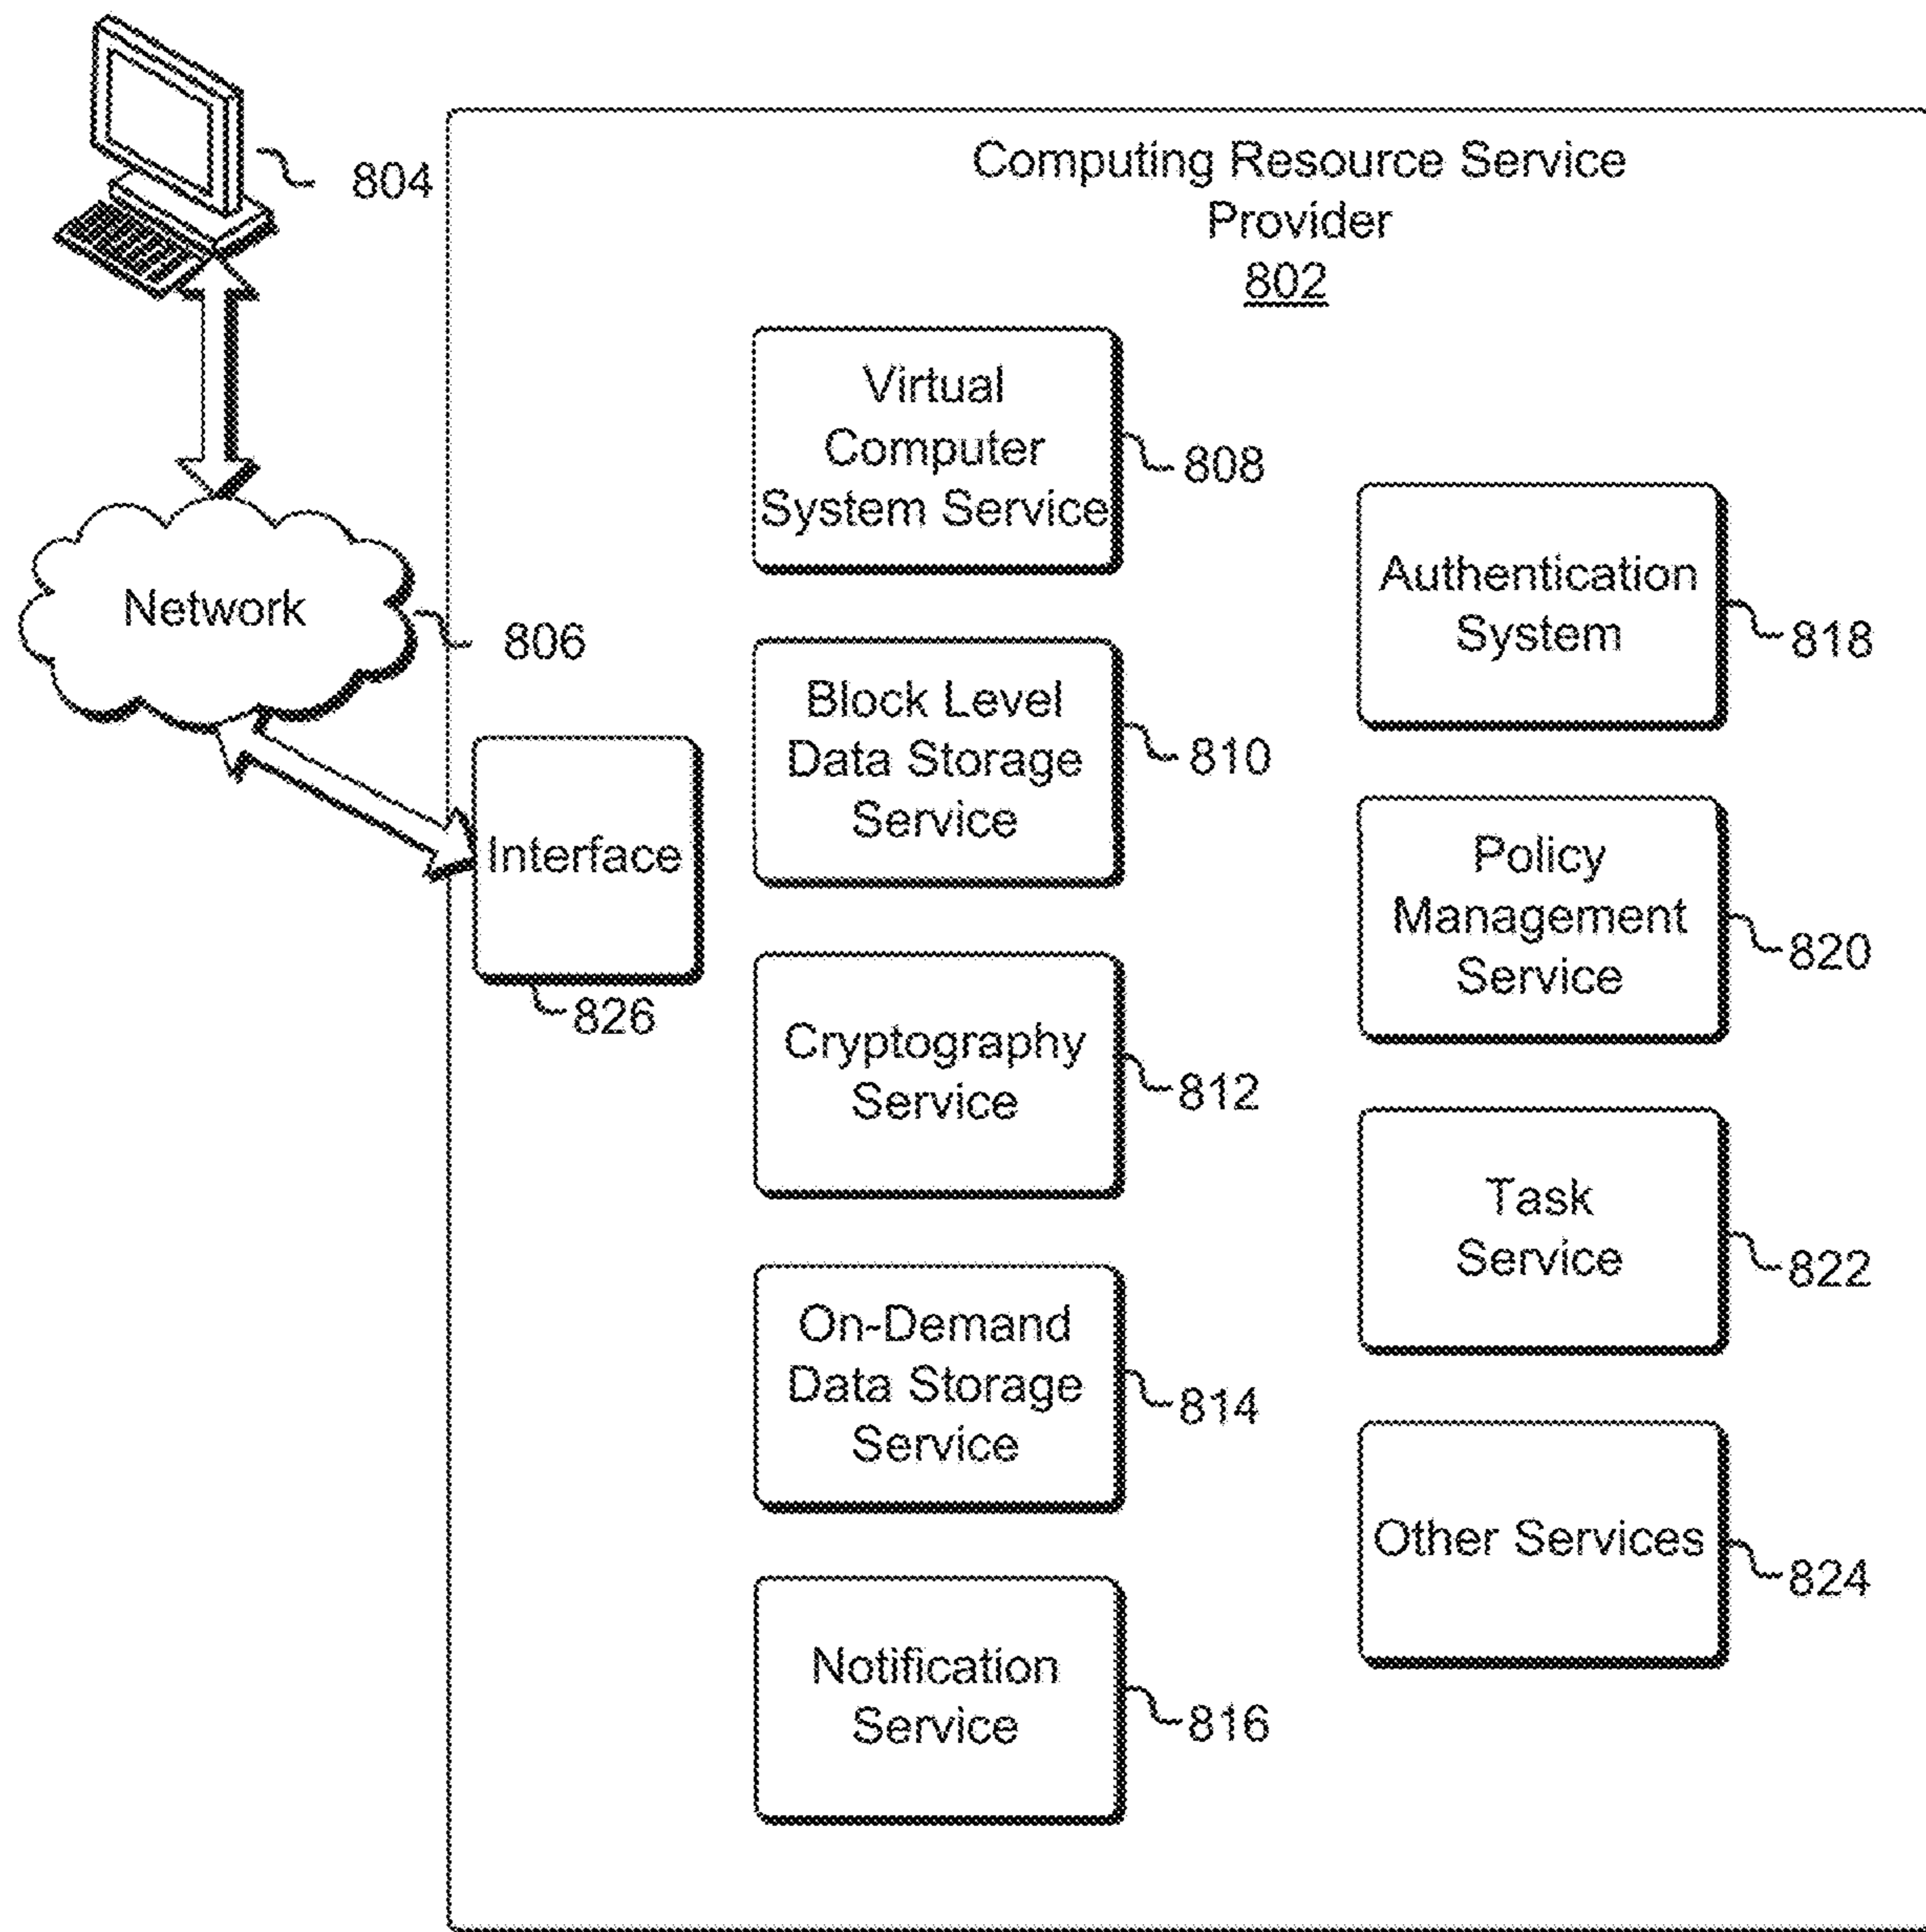 804
Computing Resource Service
Provider
802
Virtual
Computer
System Service
808
Network
806
Block Level
Data Storage
Service
810
Interface
826
Cryptography
Service
812
On-Demand
Data Storage
Service
814
Notification
Service
816
Authentication
System
818
Policy
Management
Service
820
Task
Service
822
Other Services
824